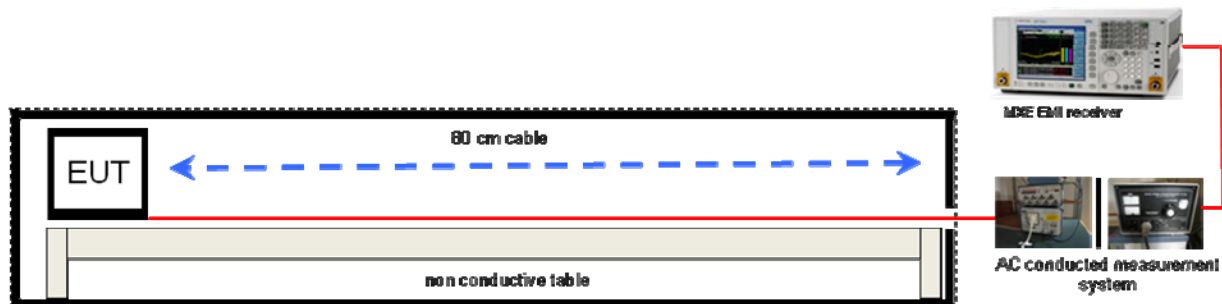 MXE EMI receiver
80 cm cable
EUT
non conductive table
AC conducted measurement
system